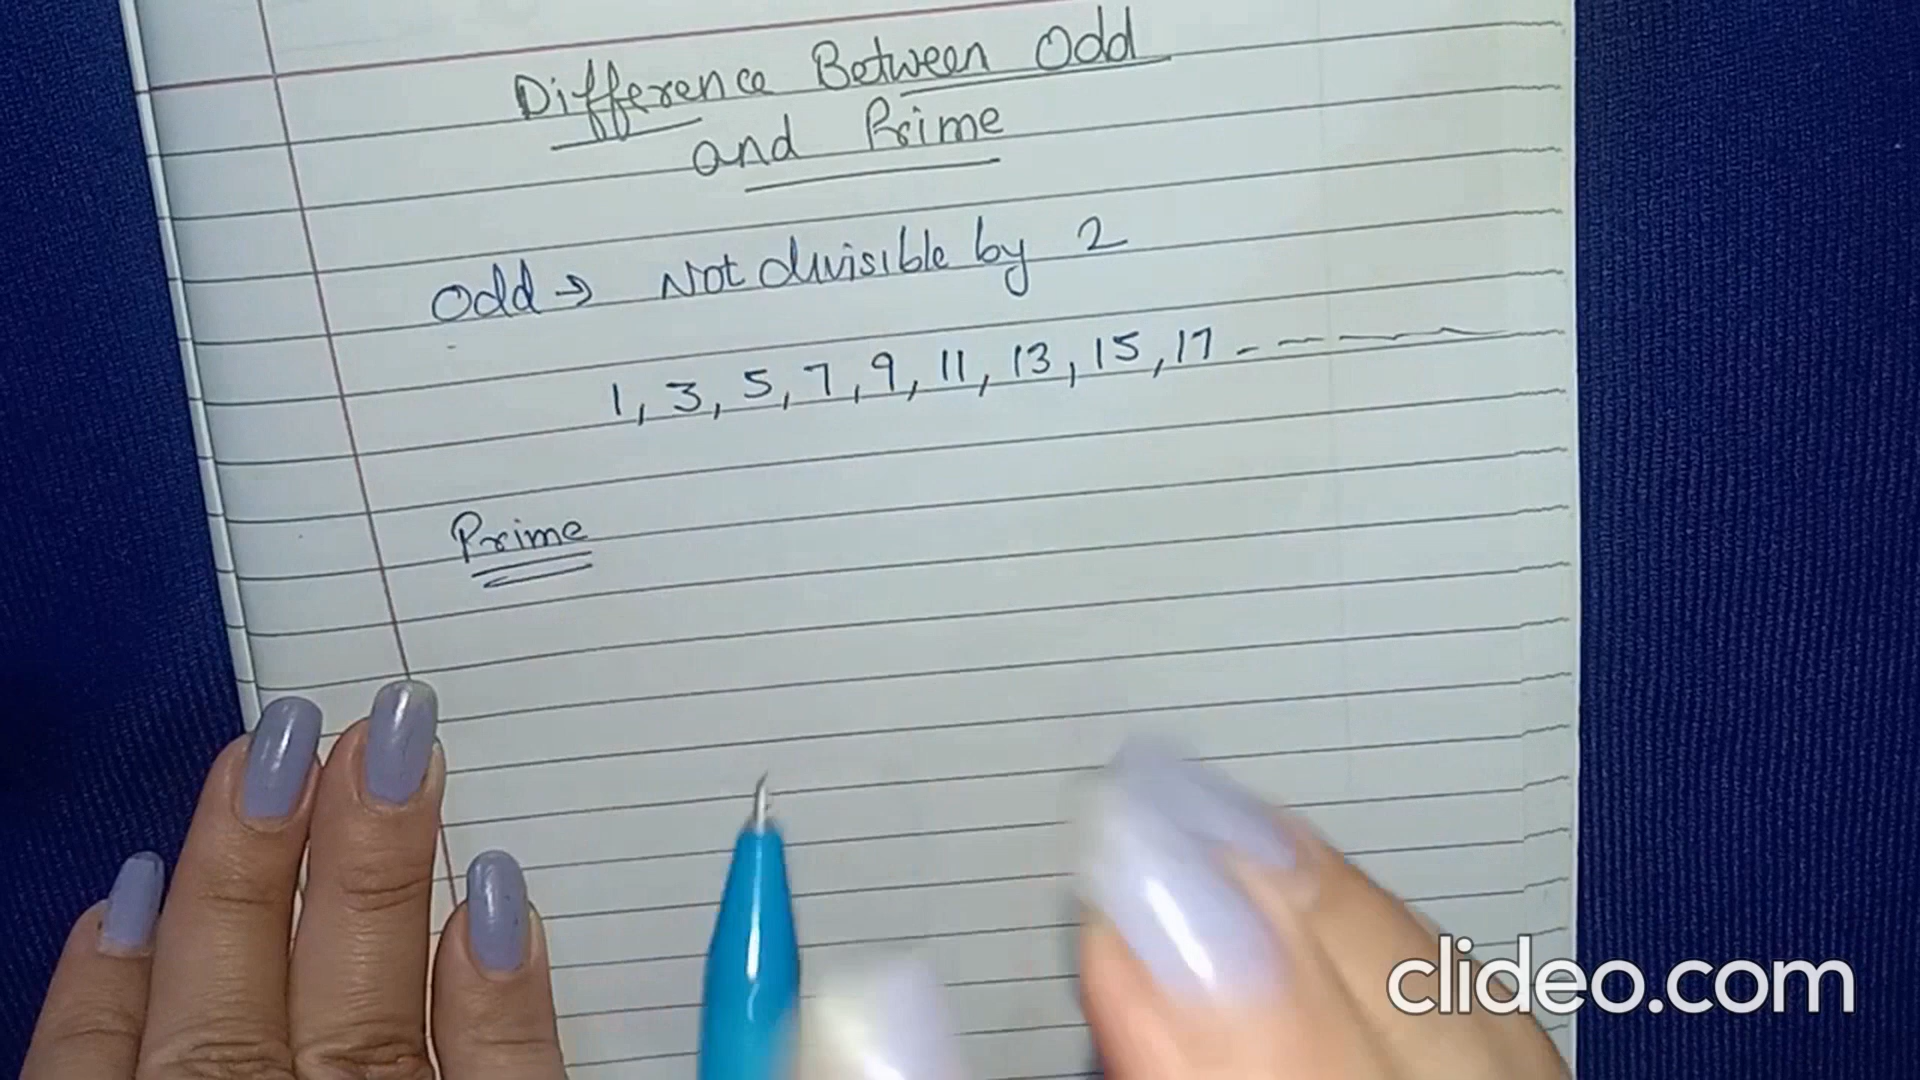 Difference Between Odd
and Prime
Odd → Not divisible by 2
1, 3, 5, 7, 9, 11, 13, 15, 17 - - - -
Prime
clideo.com